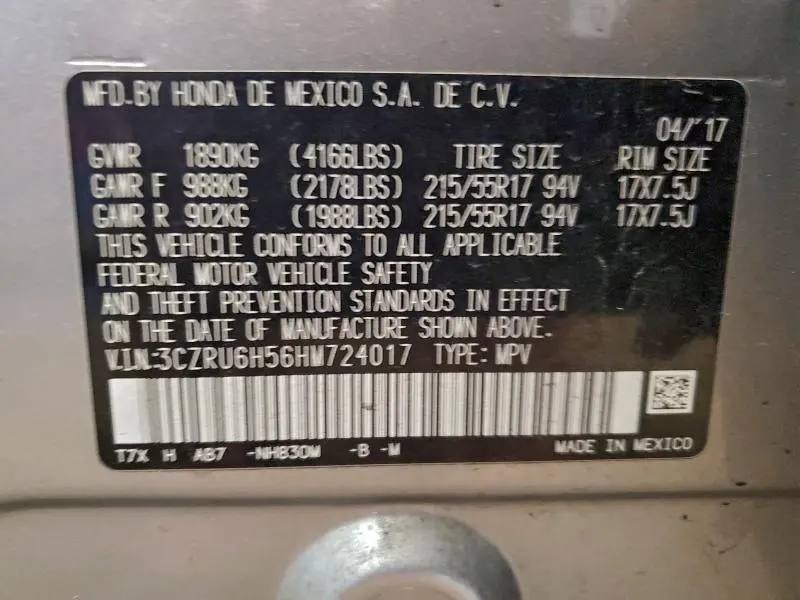 MFD.BY HONDA DE MEXICO S.A. DE C.V.
04/'17
GVWR 1890KG (4166LBS) TIRE SIZE RIM SIZE
GAWR F 988KG (2178LBS) 215/55R17 94V 17X7.5J
GAWR R 902KG (1988LBS) 215/55R17 94V 17X7.5J
THIS VEHICLE CONFORMS TO ALL APPLICABLE
FEDERAL MOTOR VEHICLE SAFETY
AND THEFT PREVENTION STANDARDS IN EFFECT
ON THE DATE OF MANUFACTURE SHOWN ABOVE.
V.I.N:3CZRU6H56HM724017 TYPE: MPV
T7X H AB7 -NH830M -B -M MADE IN MEXICO